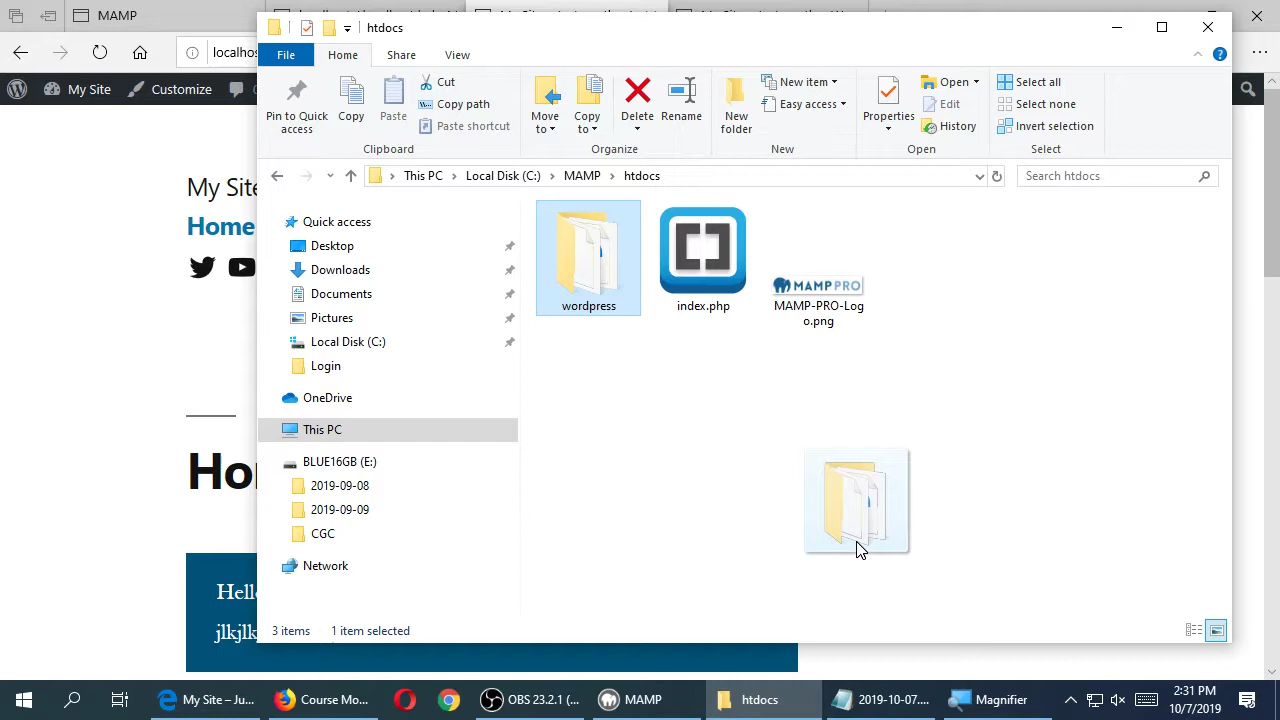 MAMP
htdocs
File
Home
Share
View
Pin to Quick access
Copy
Paste
Cut
Copy path
Paste shortcut
Clipboard
Move to
Copy to
Delete
Rename
Organize
New folder
New item
Easy access
New
Properties
Open
Edit
History
Open
Select all
Select none
Invert selection
Select
This PC
Local Disk (C:)
MAMP
htdocs
Search htdocs
localhos
My Site
Customize
My Site
Home
Hello
jlkjlkj
Quick access
Desktop
Downloads
Documents
Pictures
Local Disk (C:)
Login
OneDrive
This PC
BLUE16GB (E:)
2019-09-08
2019-09-09
CGC
Network
wordpress
index.php
MAMP PRO
MAMP-PRO-Logo.png
3 items
1 item selected
My Site – Ju...
Course Mo...
OBS 23.2.1 (...
MAMP
htdocs
2019-10-07....
Magnifier
2:31 PM
10/7/2019